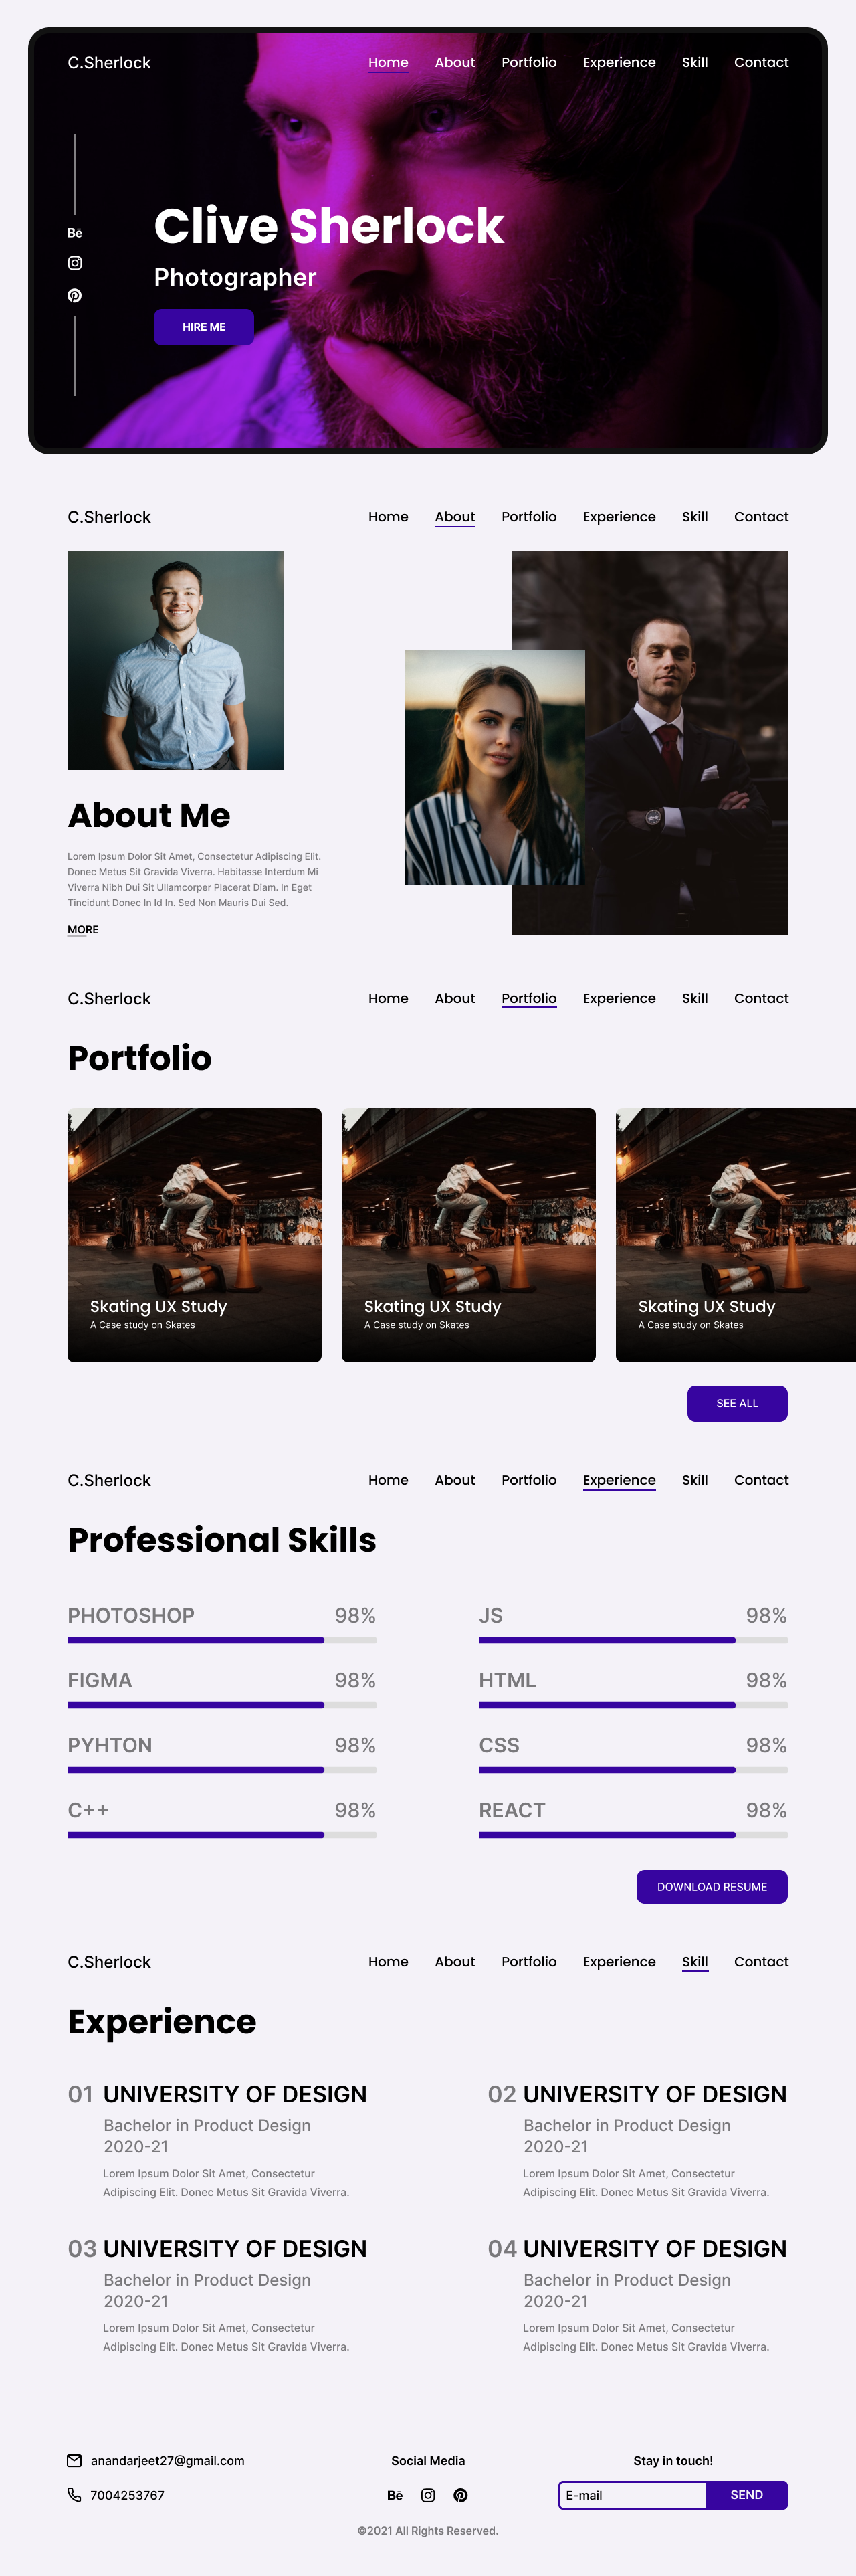 C.Sherlock
Home About Portfolio Experience Skill Contact
Bē
Clive Sherlock
Photographer
HIRE ME
C.Sherlock
Home About Portfolio Experience Skill Contact
About Me
Lorem Ipsum Dolor Sit Amet, Consectetur Adipiscing Elit.
Donec Metus Sit Gravida Viverra. Habitasse Interdum Mi
Viverra Nibh Dui Sit Ullamcorper Placerat Diam. In Eget
Tincidunt Donec In Id In. Sed Non Mauris Dui Sed.
MORE
C.Sherlock
Home About Portfolio Experience Skill Contact
Portfolio
Skating UX Study
A Case study on Skates
Skating UX Study
A Case study on Skates
Skating UX Study
A Case study on Skates
SEE ALL
C.Sherlock
Home About Portfolio Experience Skill Contact
Professional Skills
PHOTOSHOP 98%
JS 98%
FIGMA 98%
HTML 98%
PYHTON 98%
CSS 98%
C++ 98%
REACT 98%
DOWNLOAD RESUME
C.Sherlock
Home About Portfolio Experience Skill Contact
Experience
01 UNIVERSITY OF DESIGN
Bachelor in Product Design
2020-21
Lorem Ipsum Dolor Sit Amet, Consectetur
Adipiscing Elit. Donec Metus Sit Gravida Viverra.
02 UNIVERSITY OF DESIGN
Bachelor in Product Design
2020-21
Lorem Ipsum Dolor Sit Amet, Consectetur
Adipiscing Elit. Donec Metus Sit Gravida Viverra.
03 UNIVERSITY OF DESIGN
Bachelor in Product Design
2020-21
Lorem Ipsum Dolor Sit Amet, Consectetur
Adipiscing Elit. Donec Metus Sit Gravida Viverra.
04 UNIVERSITY OF DESIGN
Bachelor in Product Design
2020-21
Lorem Ipsum Dolor Sit Amet, Consectetur
Adipiscing Elit. Donec Metus Sit Gravida Viverra.
anandarjeet27@gmail.com
7004253767
Social Media
Bē
Stay in touch!
E-mail SEND
©2021 All Rights Reserved.